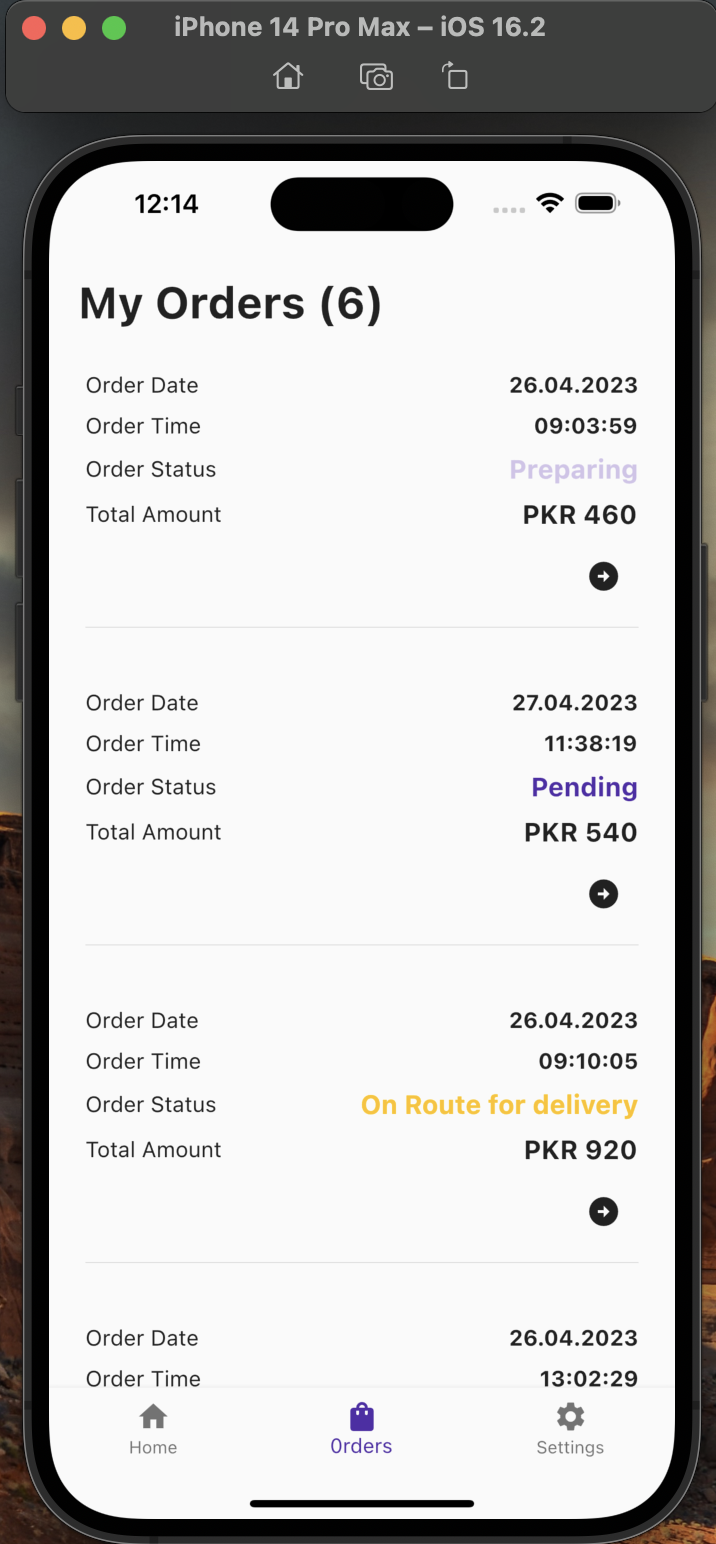 iPhone 14 Pro Max – iOS 16.2
12:14
My Orders (6)
Order Date 26.04.2023
Order Time 09:03:59
Order Status Preparing
Total Amount PKR 460
Order Date 27.04.2023
Order Time 11:38:19
Order Status Pending
Total Amount PKR 540
Order Date 26.04.2023
Order Time 09:10:05
Order Status On Route for delivery
Total Amount PKR 920
Order Date 26.04.2023
Order Time 13:02:29
Home 0rders Settings